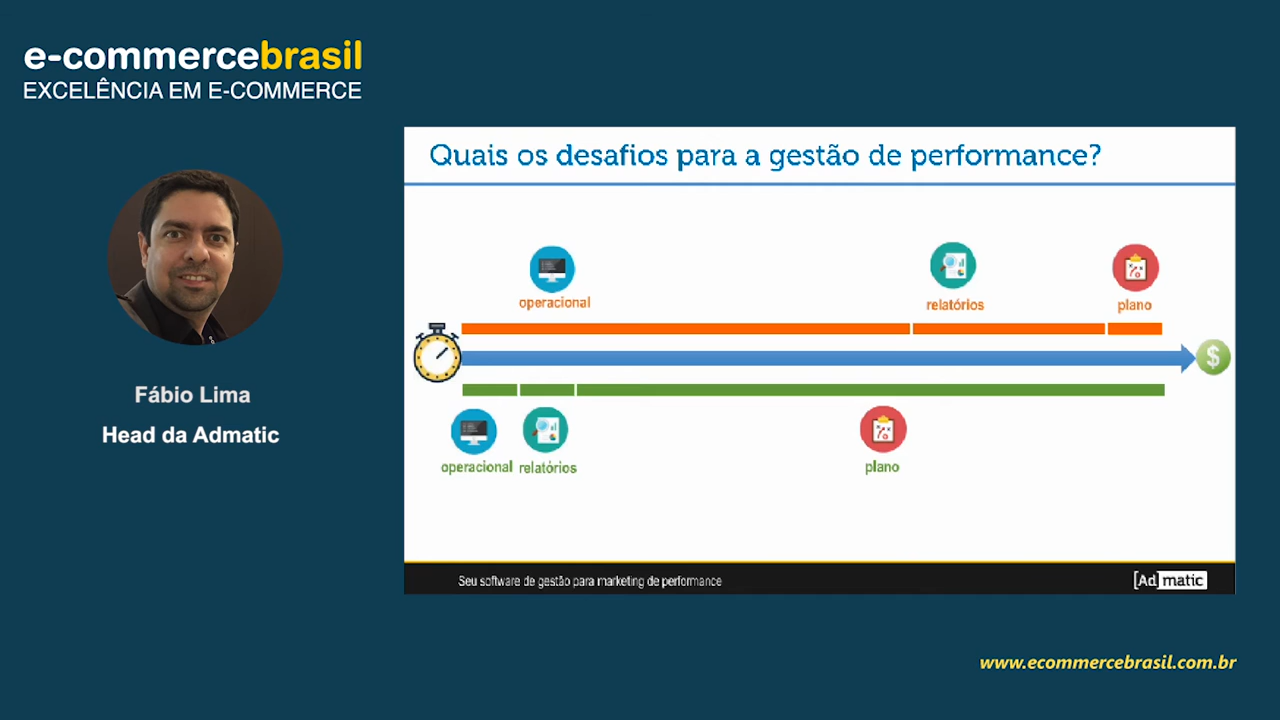 e-commercebrasil
EXCELÊNCIA EM E-COMMERCE
Fábio Lima
Head da Admatic
Quais os desafios para a gestão de performance?
operacional
relatórios
plano
$
operacional
relatórios
plano
Seu software de gestão para marketing de performance
[Ad]matic
www.ecommercebrasil.com.br